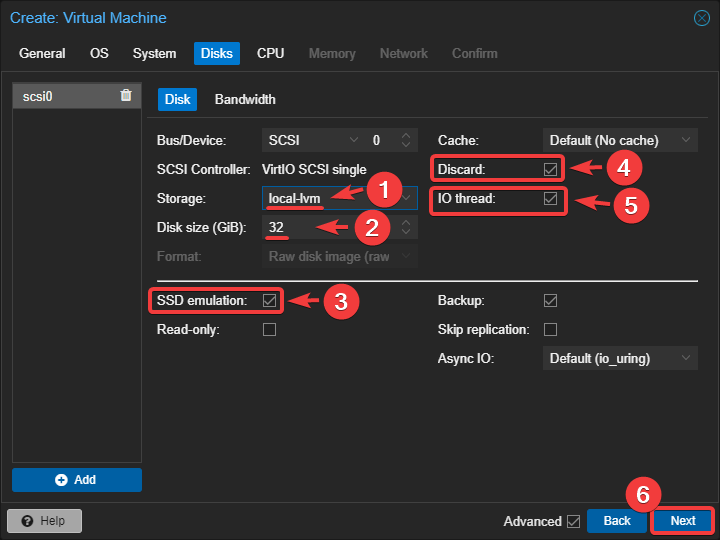 Create: Virtual Machine
General OS System Disks CPU Memory Network Confirm
scsi0
Disk Bandwidth
Bus/Device: SCSI 0 Cache: Default (No cache)
SCSI Controller: VirtIO SCSI single Discard: 4
Storage: local-lvm 1 IO thread: 5
Disk size (GiB): 32 2
Format: Raw disk image (raw
SSD emulation: 3 Backup:
Read-only: Skip replication:
Async IO: Default (io_uring)
Add
6
? Help Advanced Back Next